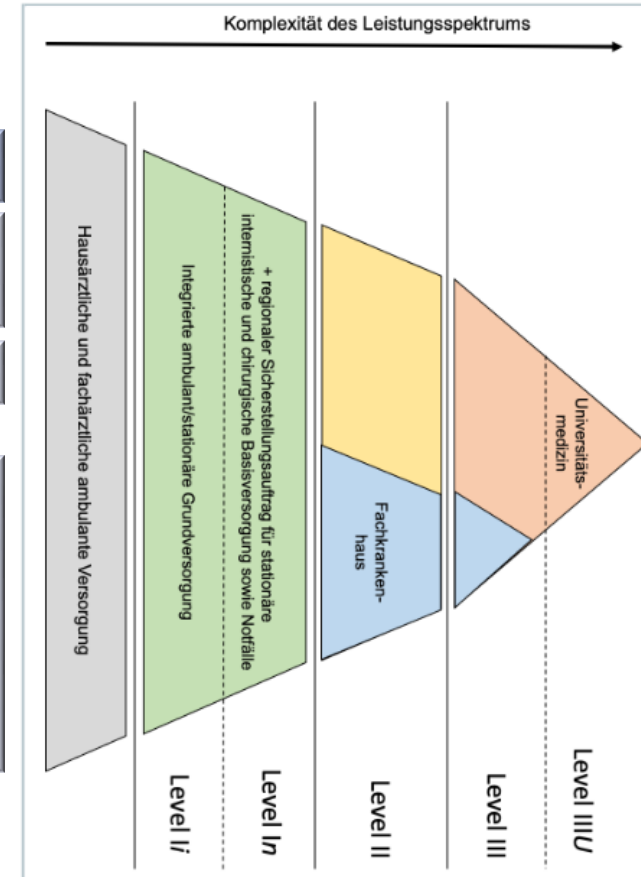 Komplexität des Leistungsspektrums
Universitäts-
medizin
Fachkranken-
haus
+ regionaler Sicherstellungsauftrag für stationäre
internistische und chirurgische Basisversorgung sowie Notfälle
Integrierte ambulant/stationäre Grundversorgung
Hausärztliche und fachärztliche ambulante Versorgung
Level IIIU
Level III
Level II
Level In
Level Ii